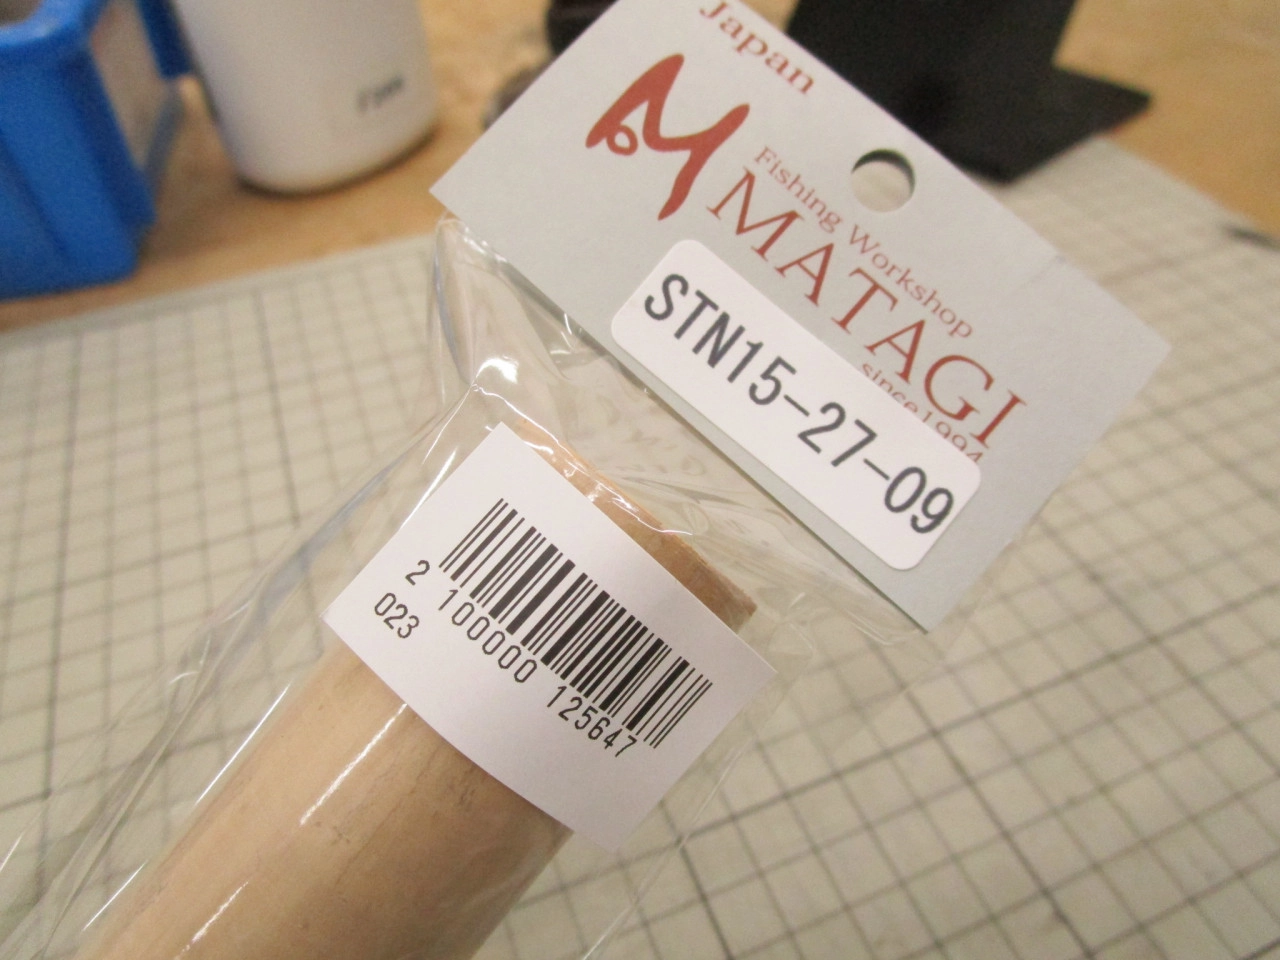 Japan
Fishing Workshop
MATAGI
since1994
STN15-27-09
2 100000 125647
023